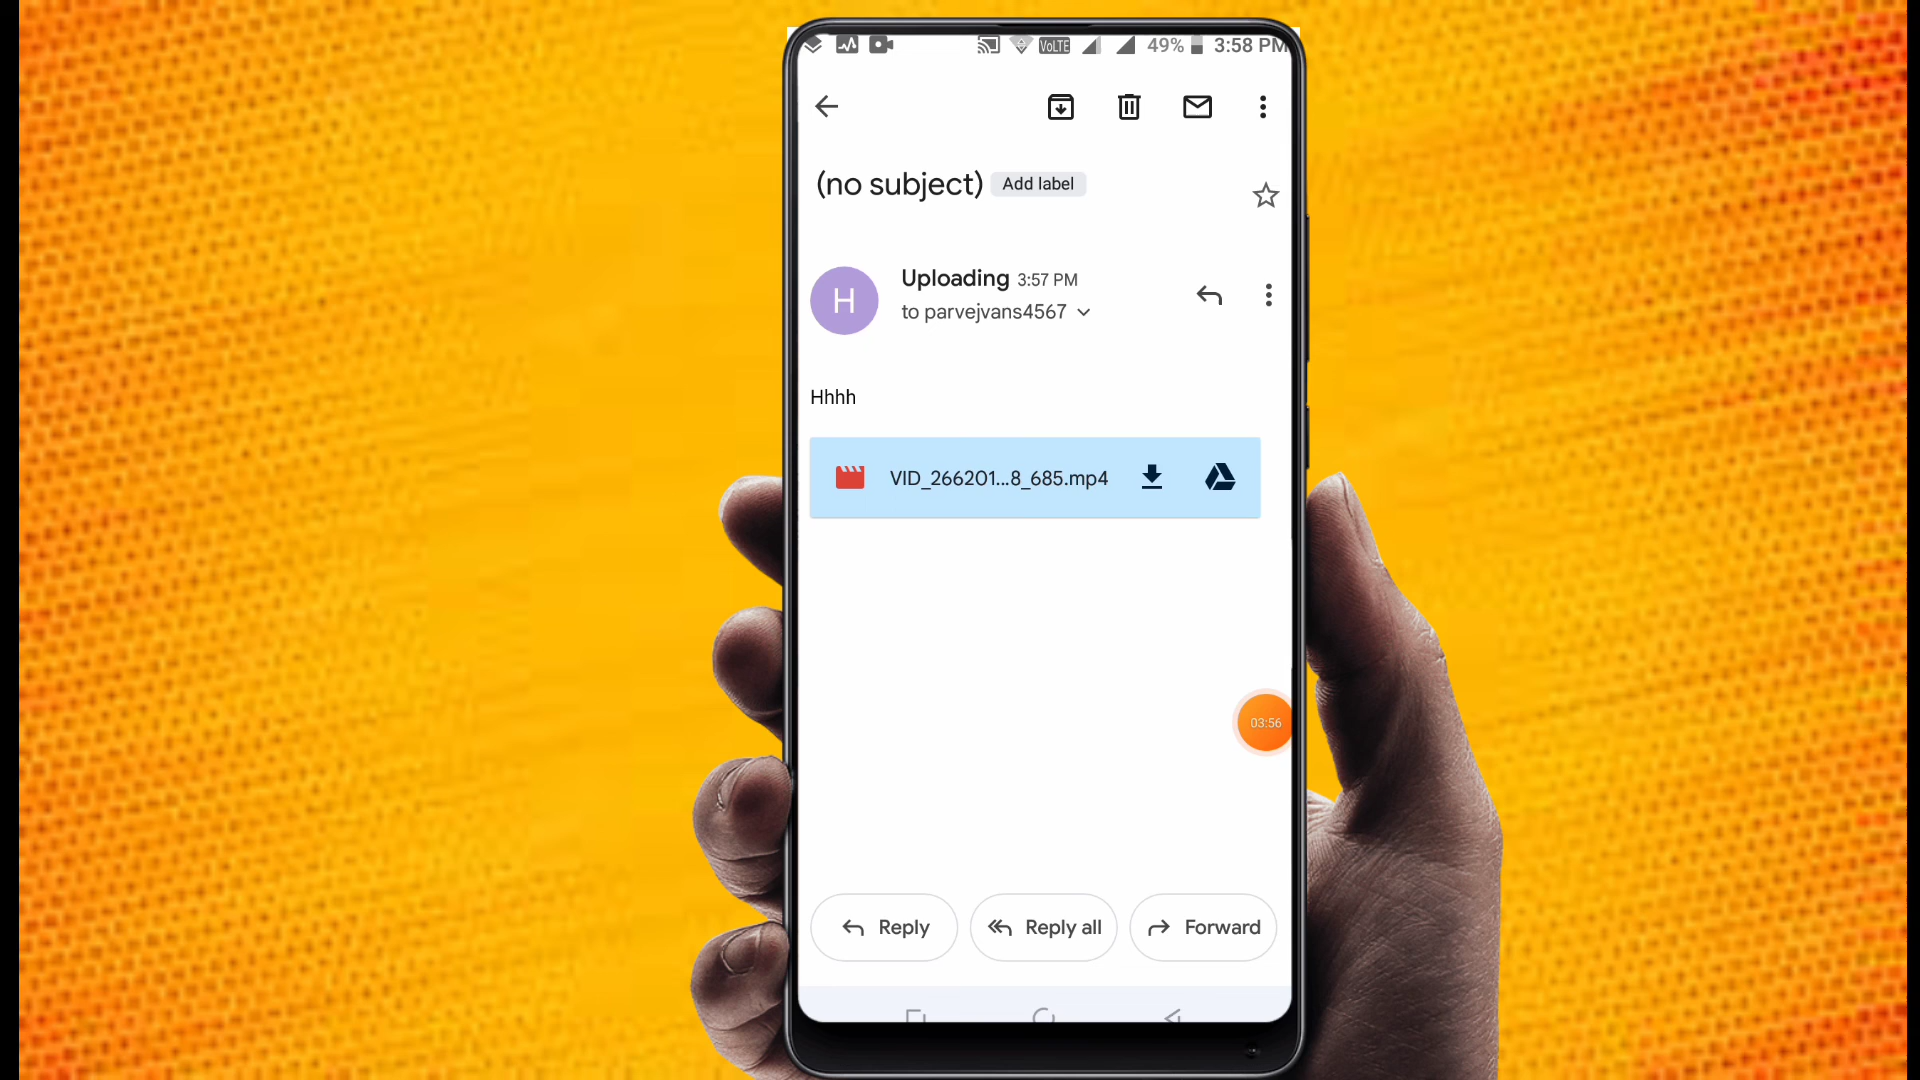 VoLTE 49% 3:58 PM
(no subject) Add label
H
Uploading 3:57 PM
to parvejvans4567
Hhhh
VID_266201...8_685.mp4
03:56
Reply
Reply all
Forward